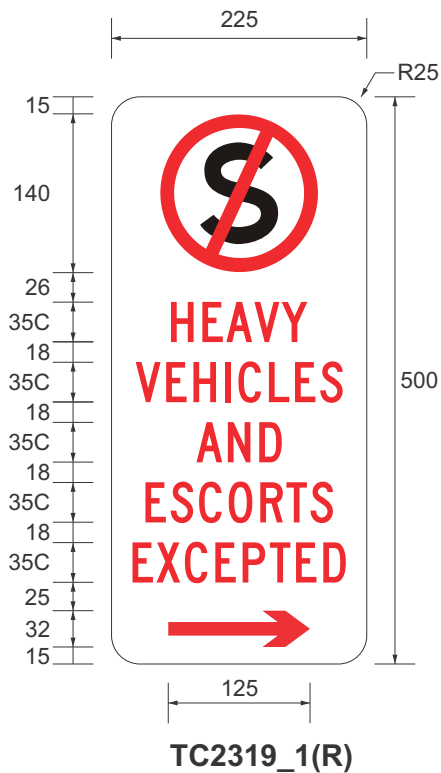 225
R25
15
140
26
35C
18
35C
18
35C
18
35C
18
35C
25
32
15
500
S
HEAVY
VEHICLES
AND
ESCORTS
EXCEPTED
125
TC2319_1(R)